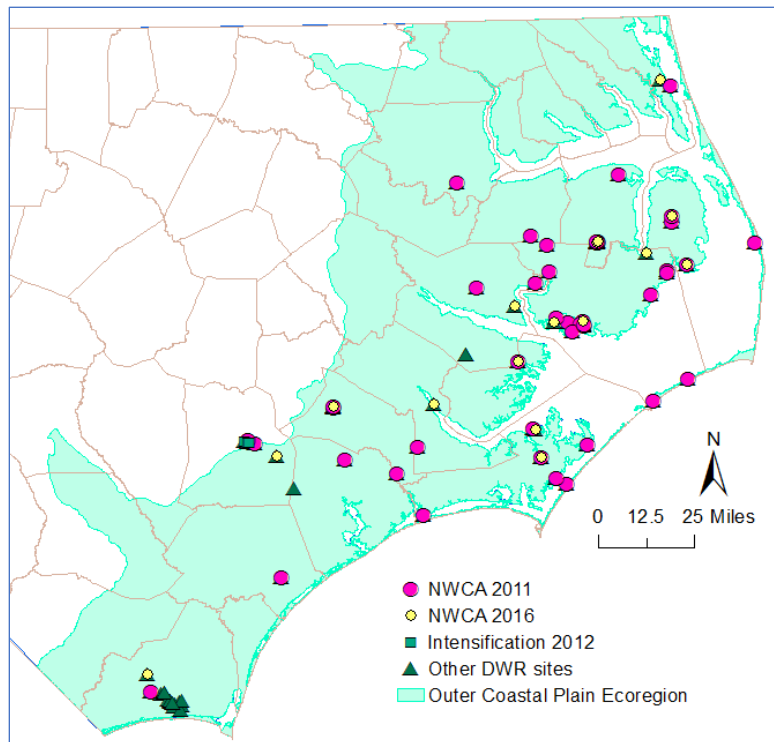 N
0 12.5 25 Miles
NWCA 2011
NWCA 2016
Intensification 2012
Other DWR sites
Outer Coastal Plain Ecoregion